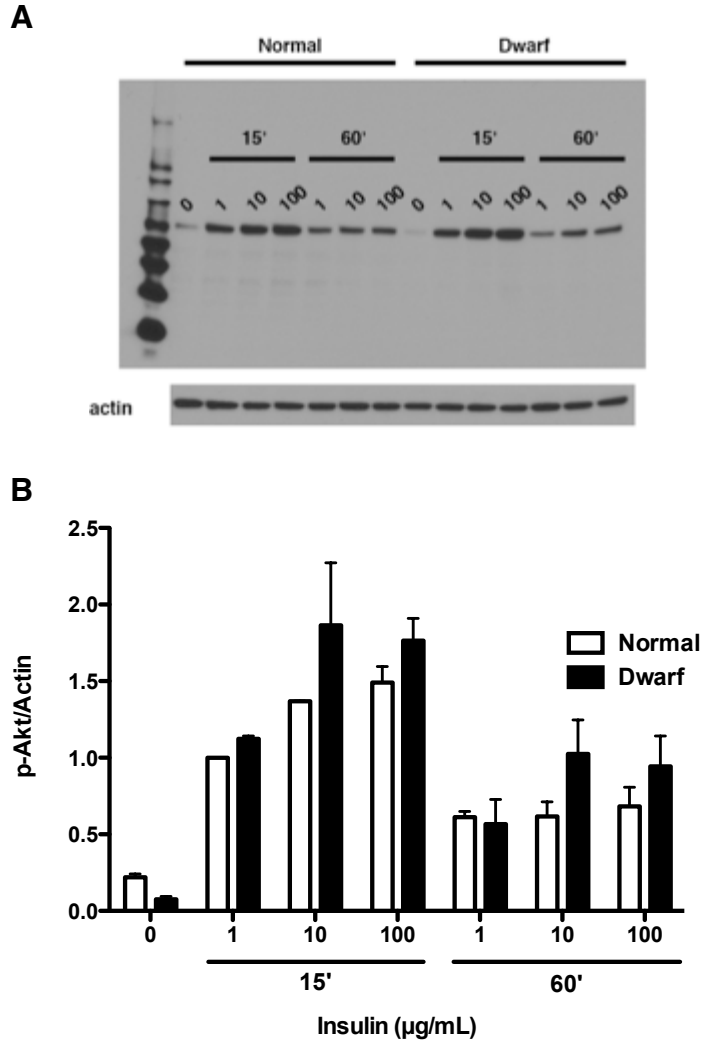 A
Normal Dwarf
15' 60' 15' 60'
0 1 10 100 1 10 100 0 1 10 100 1 10 100
actin
B
2.5
2.0
1.5
1.0
0.5
0.0
p-Akt/Actin
Normal
Dwarf
0 1 10 100 1 10 100
15' 60'
Insulin (µg/mL)